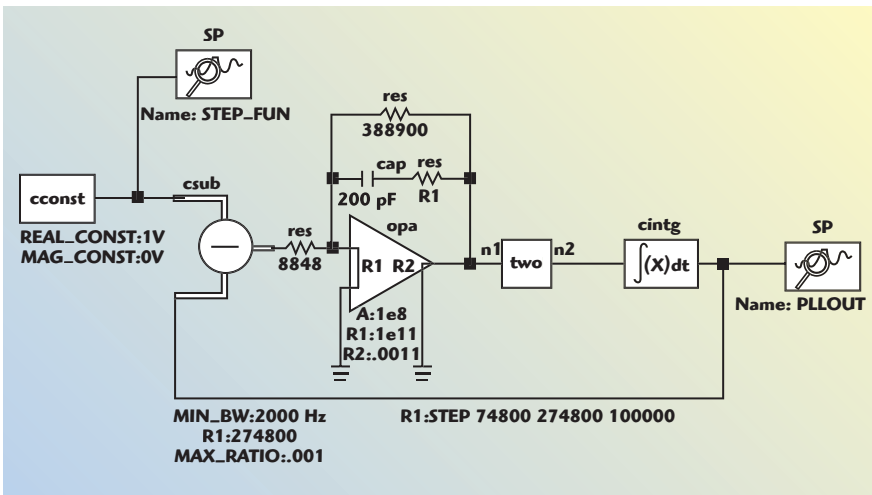 SP
Name: STEP_FUN
res
388900
cap res
200 pF R1
cconst
csub
REAL_CONST:1V
MAG_CONST:0V
res
8848
opa
R1 R2
A:1e8
R1:1e11
R2:.0011
n1
two
n2
cintg
∫(X)dt
SP
Name: PLLOUT
MIN_BW:2000 Hz
R1:274800
MAX_RATIO:.001
R1:STEP 74800 274800 100000